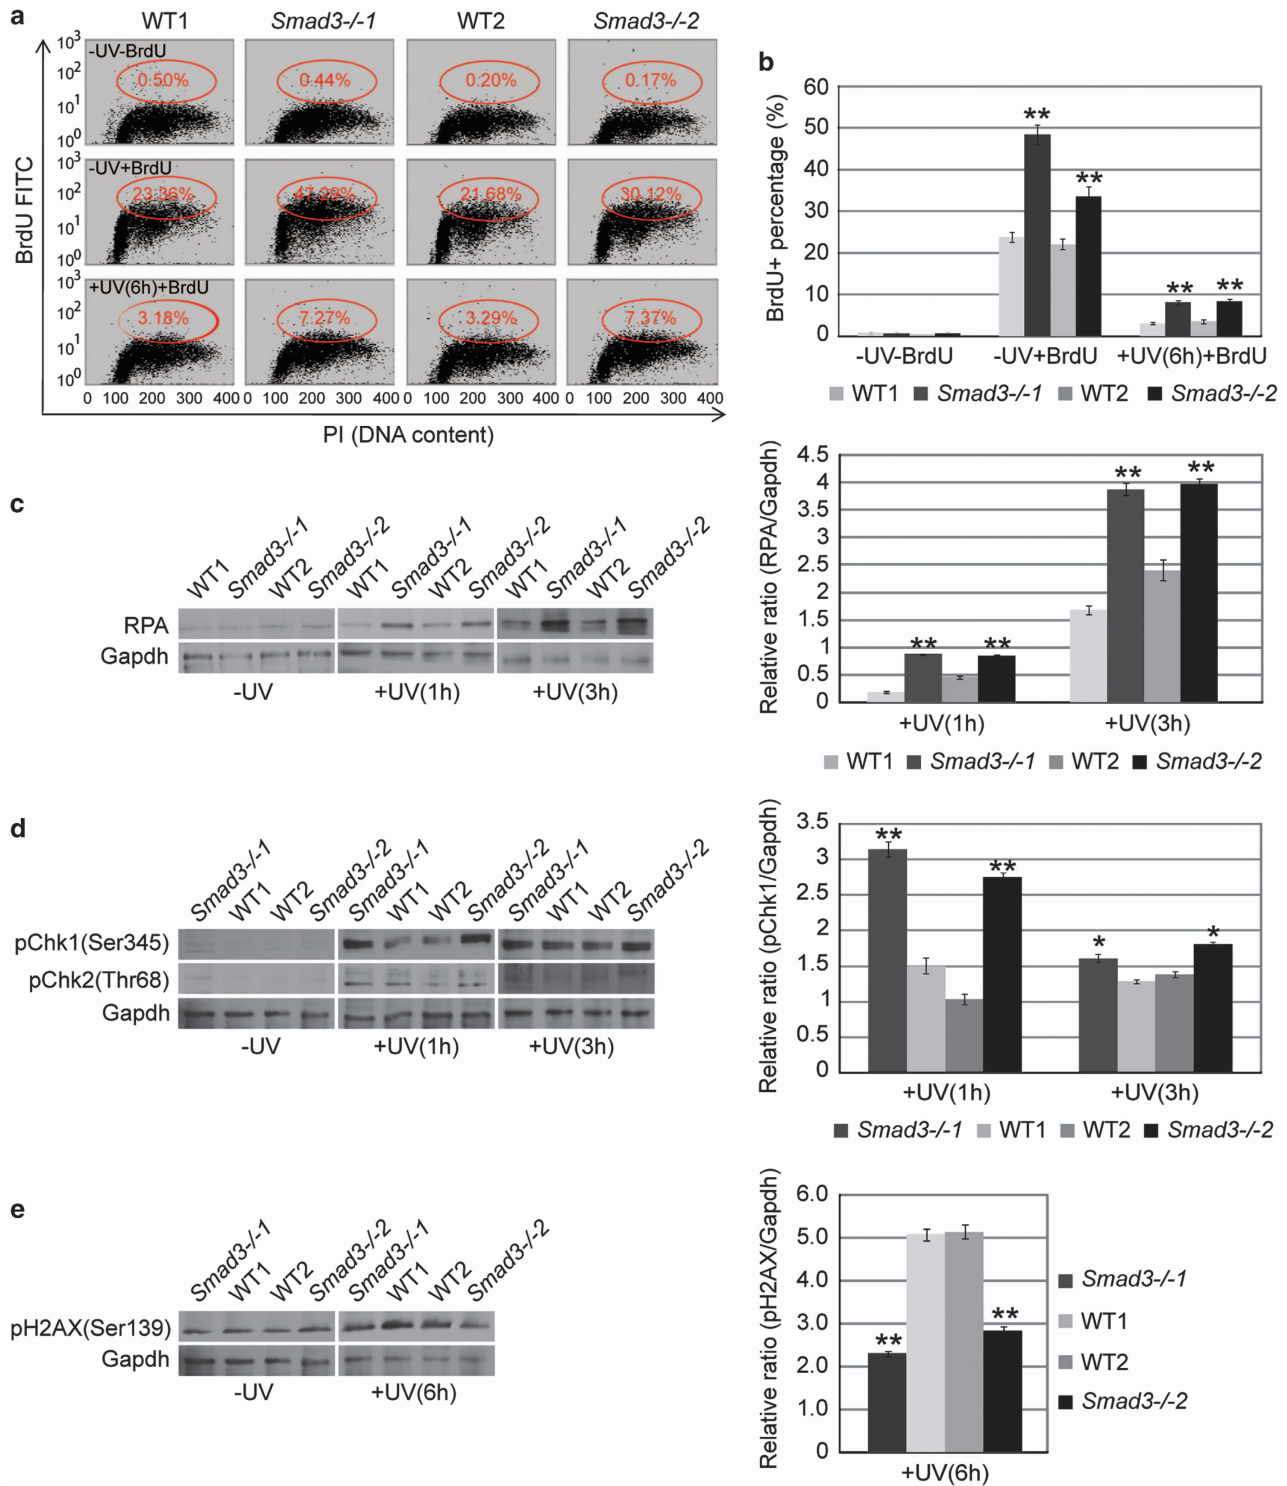 a
WT1 Smad3-/-1 WT2 Smad3-/-2
BrdU FITC
-UV-BrdU
10³ 10² 10¹ 10⁰
0.50% 0.44% 0.20% 0.17%
-UV+BrdU
10³ 10² 10¹ 10⁰
23.36% 21.68% 30.12%
+UV(6h)+BrdU
10³ 10² 10¹ 10⁰
3.18% 7.27% 3.29% 7.37%
0 100 200 300 400 0 100 200 300 400 0 100 200 300 400 0 100 200 300 400
PI (DNA content)
b
BrdU+ percentage (%)
60
50
40
30
20
10
0
** ** ** **
-UV-BrdU -UV+BrdU +UV(6h)+BrdU
WT1 Smad3-/-1 WT2 Smad3-/-2
c
WT1 Smad3-/-1 WT2 Smad3-/-2 WT1 Smad3-/-1 WT2 Smad3-/-2 WT1 Smad3-/-1 WT2 Smad3-/-2
RPA
Gapdh
-UV +UV(1h) +UV(3h)
Relative ratio (RPA/Gapdh)
4.5
4
3.5
3
2.5
2
1.5
1
0.5
0
** ** ** **
+UV(1h) +UV(3h)
WT1 Smad3-/-1 WT2 Smad3-/-2
d
Smad3-/-1 WT1 WT2 Smad3-/-2 Smad3-/-1 WT1 WT2 Smad3-/-2 Smad3-/-1 WT1 WT2 Smad3-/-2
pChk1(Ser345)
pChk2(Thr68)
Gapdh
-UV +UV(1h) +UV(3h)
Relative ratio (pChk1/Gapdh)
3.5
3
2.5
2
1.5
1
0.5
0
** ** * *
+UV(1h) +UV(3h)
Smad3-/-1 WT1 WT2 Smad3-/-2
e
Smad3-/-1 WT1 WT2 Smad3-/-2 Smad3-/-1 WT1 WT2 Smad3-/-2
pH2AX(Ser139)
Gapdh
-UV +UV(6h)
Relative ratio (pH2AX/Gapdh)
6.0
5.0
4.0
3.0
2.0
1.0
0
** **
+UV(6h)
Smad3-/-1
WT1
WT2
Smad3-/-2